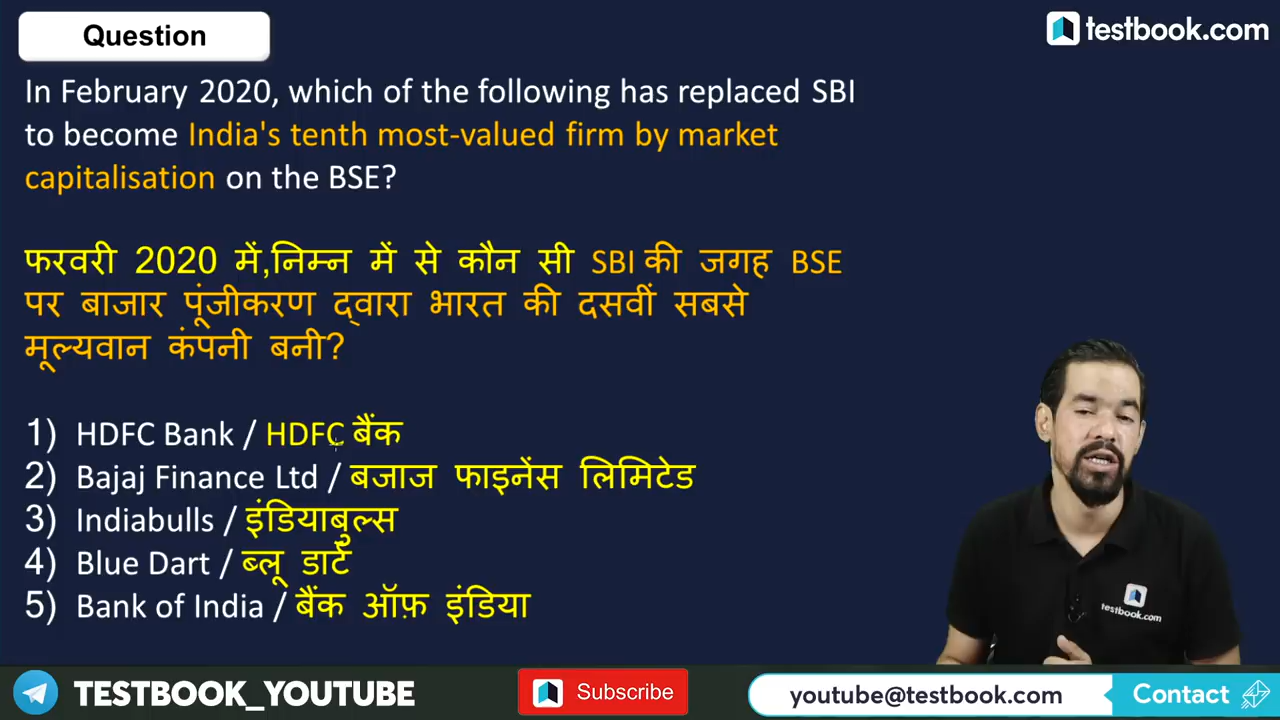 Question
testbook.com
In February 2020, which of the following has replaced SBI
to become India's tenth most-valued firm by market
capitalisation on the BSE?
फरवरी 2020 में,निम्न में से कौन सी SBI की जगह BSE
पर बाजार पूंजीकरण द्वारा भारत की दसवीं सबसे
मूल्यवान कंपनी बनी?
1) HDFC Bank / HDFC बैंक
2) Bajaj Finance Ltd / बजाज फाइनेंस लिमिटेड
3) Indiabulls / इंडियाबुल्स
4) Blue Dart / ब्लू डार्ट
5) Bank of India / बैंक ऑफ़ इंडिया
testbook.com
TESTBOOK_YOUTUBE
Subscribe
youtube@testbook.com
Contact